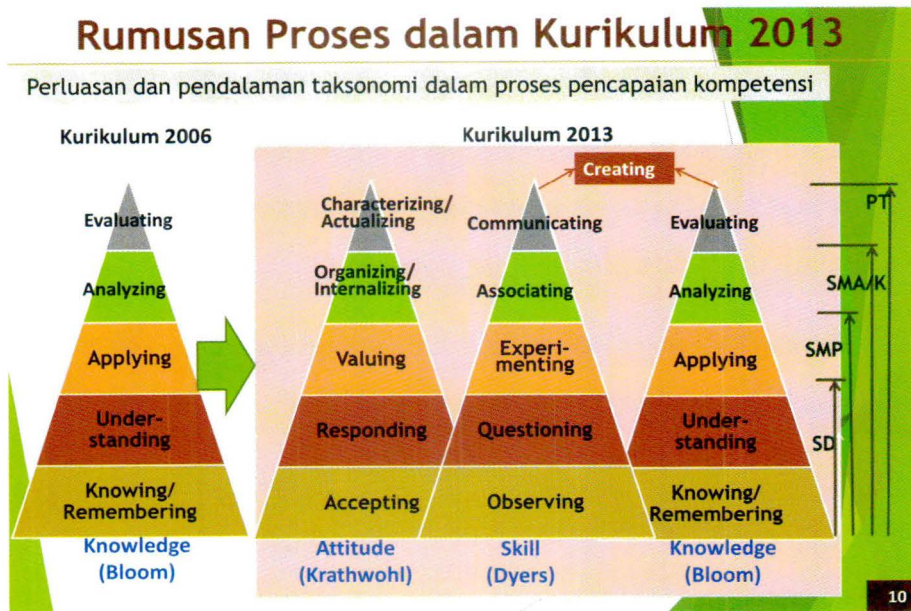 Rumusan Proses dalam Kurikulum 2013
Perluasan dan pendalaman taksonomi dalam proses pencapaian kompetensi
Kurikulum 2006
Evaluating
Analyzing
Applying
Under-
standing
Knowing/
Remembering
Knowledge
(Bloom)
Kurikulum 2013
Creating
Characterizing/
Actualizing
Organizing/
Internalizing
Valuing
Responding
Accepting
Attitude
(Krathwohl)
Communicating
Associating
Experi-
menting
Questioning
Observing
Skill
(Dyers)
Evaluating
Analyzing
Applying
Under-
standing
Knowing/
Remembering
Knowledge
(Bloom)
PT
SMA/K
SMP
SD
10